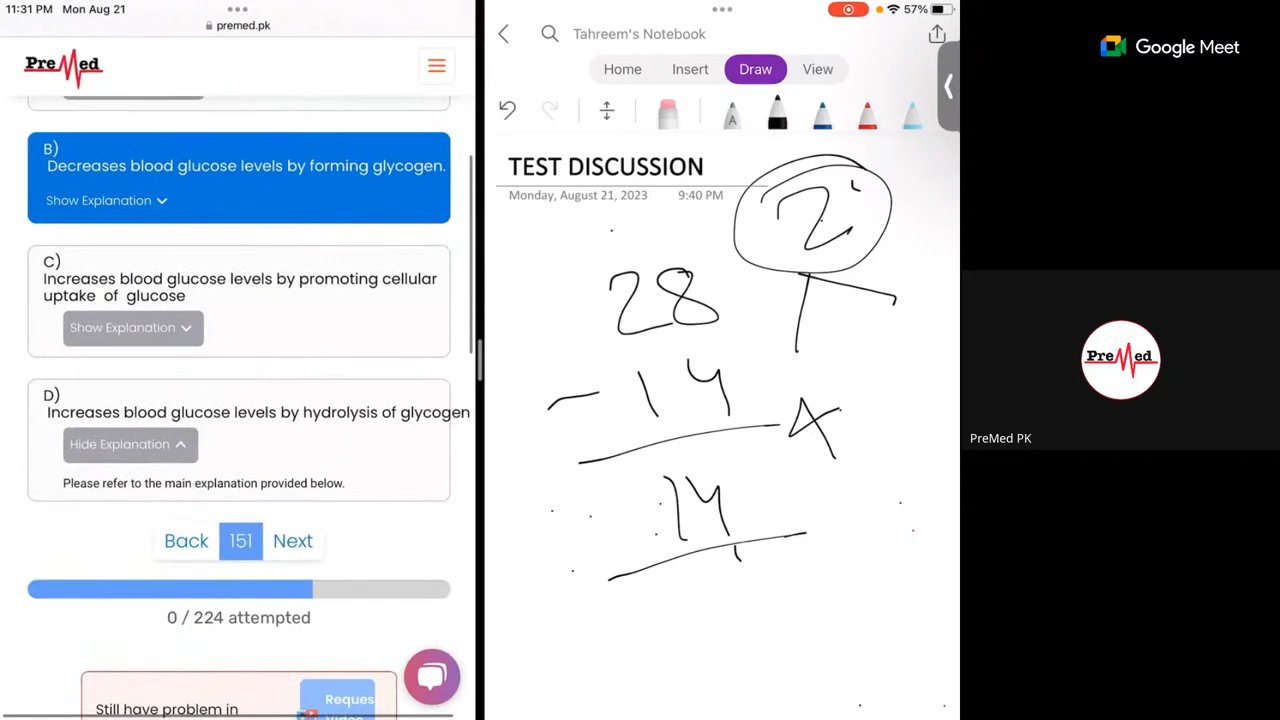 11:31 PM Mon Aug 21
premed.pk
PreMed
B)
Decreases blood glucose levels by forming glycogen.
Show Explanation
C)
Increases blood glucose levels by promoting cellular
uptake of glucose
Show Explanation
D)
Increases blood glucose levels by hydrolysis of glycogen
Hide Explanation
Please refer to the main explanation provided below.
Back 151 Next
0 / 224 attempted
Still have problem in
Reques
57%
Tahreem's Notebook
Home Insert Draw View
A
TEST DISCUSSION
Monday, August 21, 2023 9:40 PM
2
28
- 14
14
Google Meet
PreMed
PreMed PK